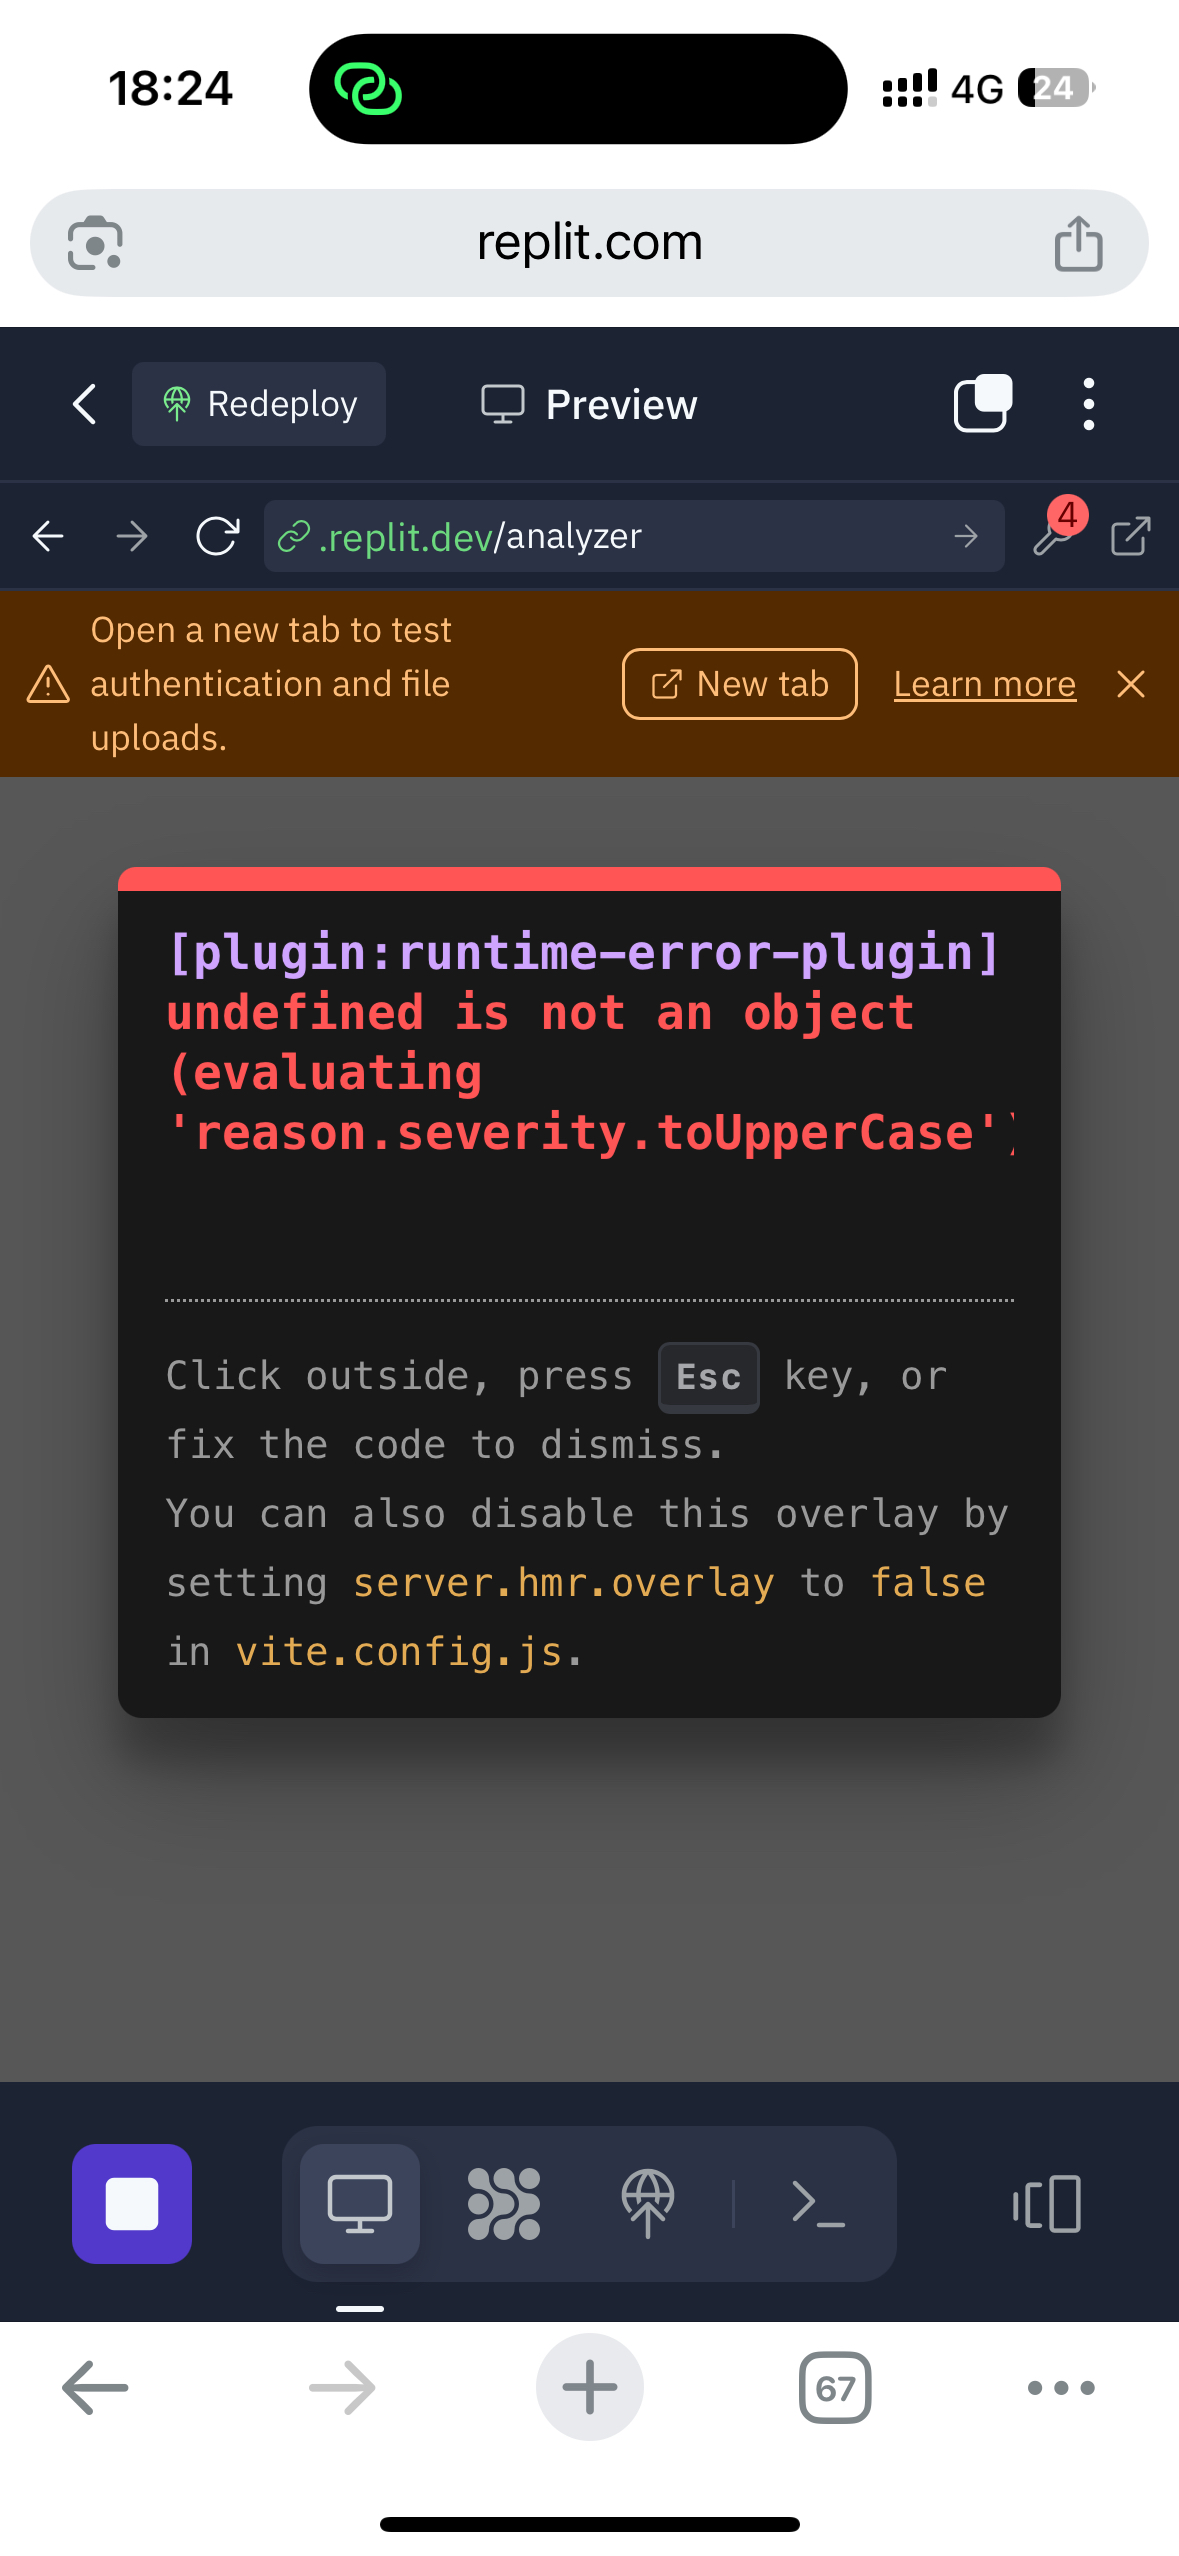 18:24
4G 24
replit.com
Redeploy
Preview
.replit.dev/analyzer
4
Open a new tab to test
authentication and file
uploads.
New tab
Learn more
[plugin:runtime-error-plugin]
undefined is not an object
(evaluating
'reason.severity.toUpperCase')
Click outside, press Esc key, or
fix the code to dismiss.
You can also disable this overlay by
setting server.hmr.overlay to false
in vite.config.js.
67